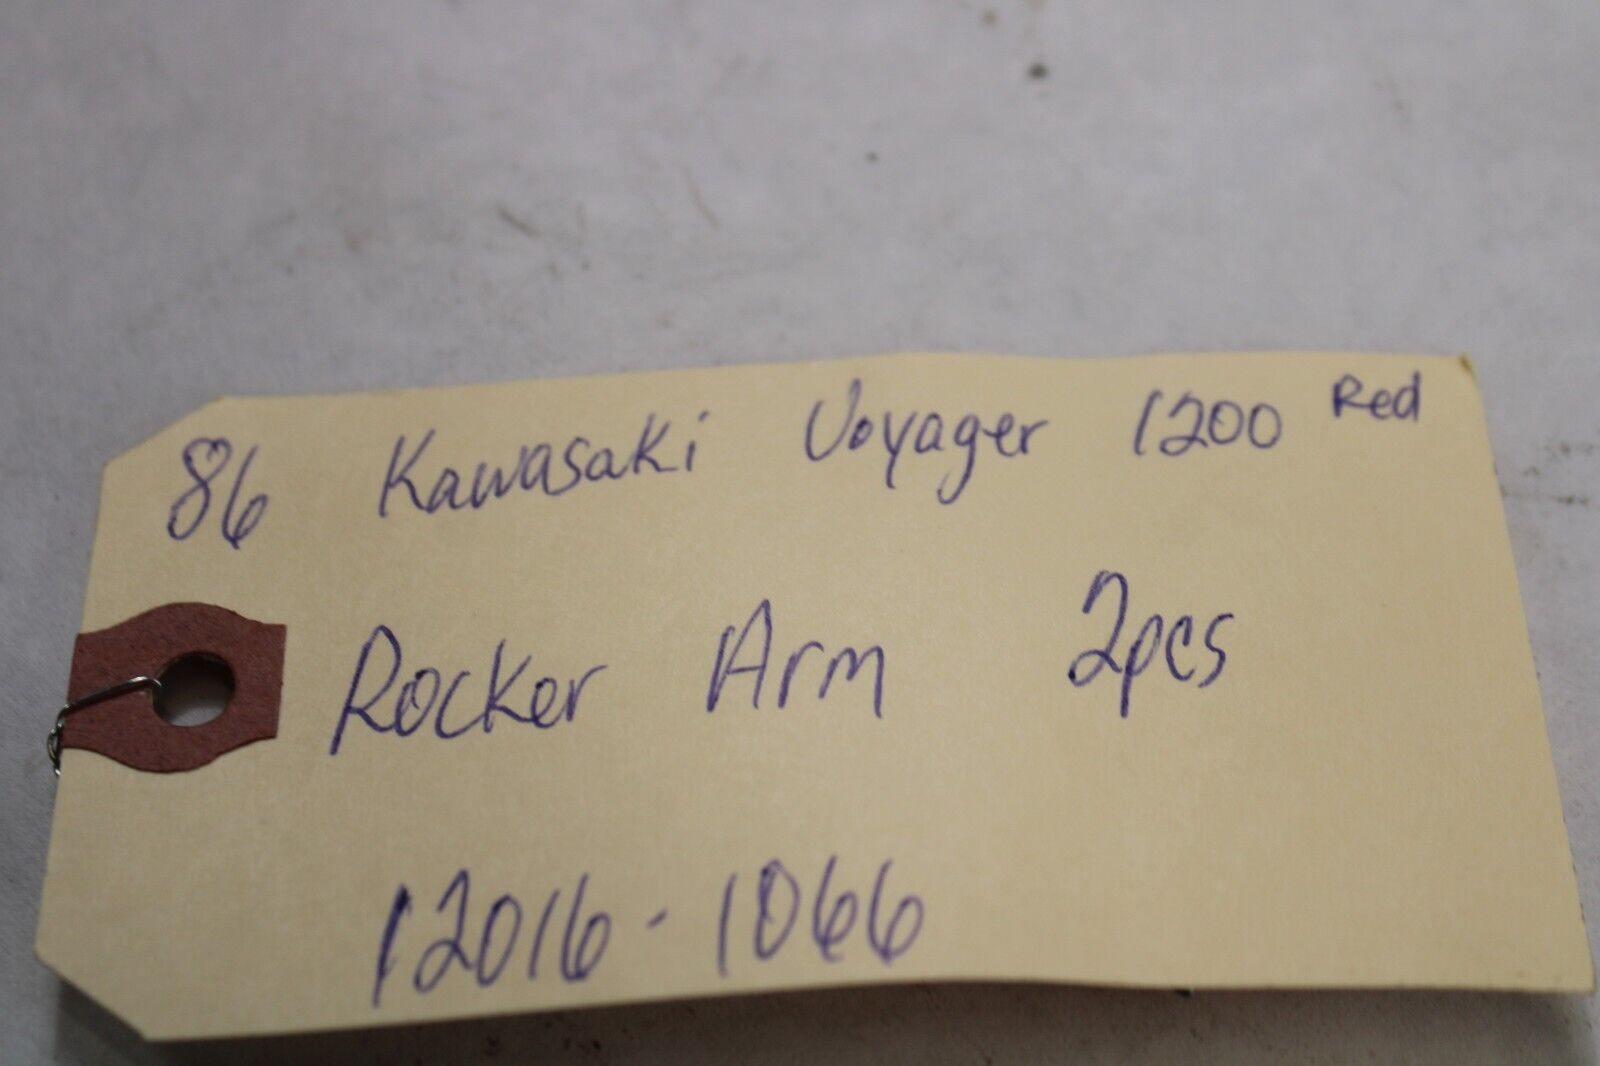 86 Kawasaki Voyager 1200 Red
Rocker Arm 2pcs
12016-1066